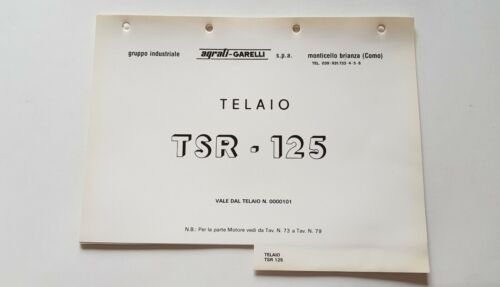 gruppo industriale agrati-GARELLI s.p.a. monticello brianza (Como)
TELAIO
TSR - 125
VALE DAL TELAIO N. 0000101
N.B.: Per la parte Motore vedi da Tav. N. 73 a Tav. N. 79
TELAIO
TSR 125